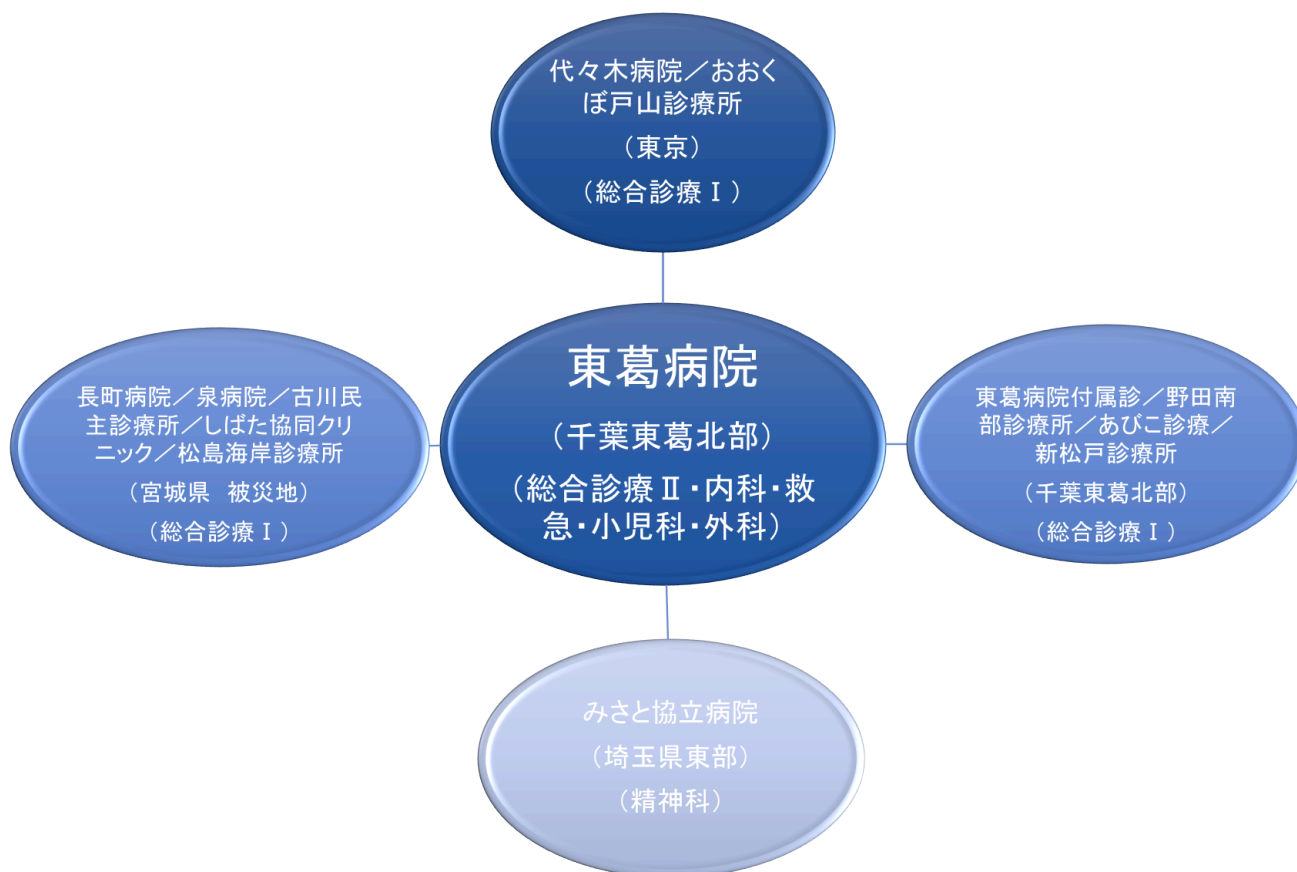 代々木病院／おおく
ぼ戸山診療所
（東京）
（総合診療Ⅰ）
長町病院／泉病院／古川民
主診療所／しばた協同クリ
ニック／松島海岸診療所
（宮城県　被災地）
（総合診療Ⅰ）
東葛病院
（千葉東葛北部）
（総合診療Ⅱ・内科・救
急・小児科・外科）
東葛病院付属診／野田南
部診療所／あびこ診療／
新松戸診療所
（千葉東葛北部）
（総合診療Ⅰ）
みさと協立病院
（埼玉県東部）
（精神科）